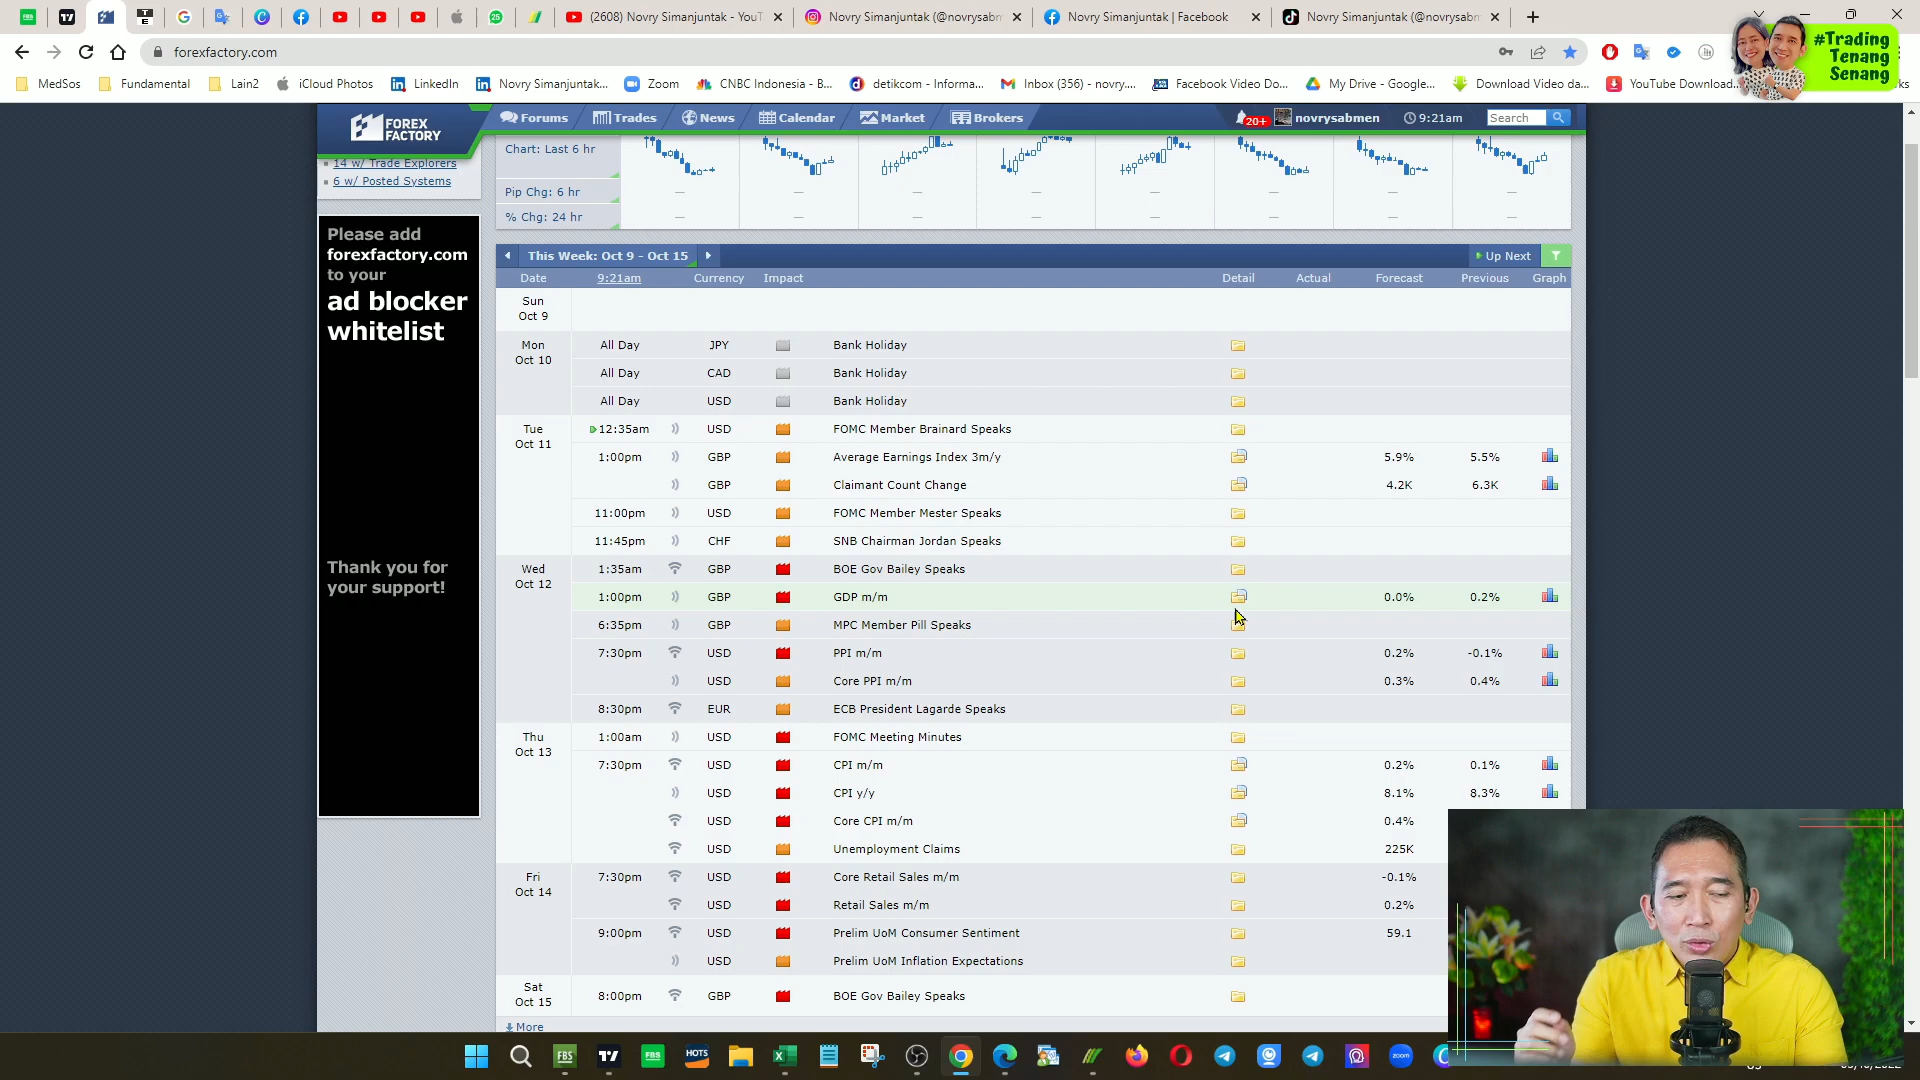 (2608) Novry Simanjuntak - YouT
Novry Simanjuntak (@novrysabm
Novry Simanjuntak | Facebook
Novry Simanjuntak (@novrysabm
#Trading
Tenang
Senang
forexfactory.com
MedSos
Fundamental
Lain2
iCloud Photos
LinkedIn
Novry Simanjuntak...
Zoom
CNBC Indonesia - B...
detikcom - Informa...
Inbox (356) - novry....
Facebook Video Do...
My Drive - Google...
Download Video da...
YouTube Download
FOREX
FACTORY
Forums
Trades
News
Calendar
Market
Brokers
20+
novrysabmen
9:21am
Search
14 w/ Trade Explorers
6 w/ Posted Systems
Chart: Last 6 hr
Pip Chg: 6 hr — — — — — — — —
% Chg: 24 hr — — — — — — — —
Please add
forexfactory.com
to your
ad blocker
whitelist
Thank you for
your support!
This Week: Oct 9 - Oct 15
Up Next
Date 9:21am Currency Impact Detail Actual Forecast Previous Graph
Sun
Oct 9
Mon
Oct 10
All Day JPY Bank Holiday
All Day CAD Bank Holiday
All Day USD Bank Holiday
Tue
Oct 11
12:35am USD FOMC Member Brainard Speaks
1:00pm GBP Average Earnings Index 3m/y 5.9% 5.5%
GBP Claimant Count Change 4.2K 6.3K
11:00pm USD FOMC Member Mester Speaks
11:45pm CHF SNB Chairman Jordan Speaks
Wed
Oct 12
1:35am GBP BOE Gov Bailey Speaks
1:00pm GBP GDP m/m 0.0% 0.2%
6:35pm GBP MPC Member Pill Speaks
7:30pm USD PPI m/m 0.2% -0.1%
USD Core PPI m/m 0.3% 0.4%
8:30pm EUR ECB President Lagarde Speaks
Thu
Oct 13
1:00am USD FOMC Meeting Minutes
7:30pm USD CPI m/m 0.2% 0.1%
USD CPI y/y 8.1% 8.3%
USD Core CPI m/m 0.4%
USD Unemployment Claims 225K
Fri
Oct 14
7:30pm USD Core Retail Sales m/m -0.1%
USD Retail Sales m/m 0.2%
9:00pm USD Prelim UoM Consumer Sentiment 59.1
USD Prelim UoM Inflation Expectations
Sat
Oct 15
8:00pm GBP BOE Gov Bailey Speaks
More
FBS
FBS
HOTS
zoom